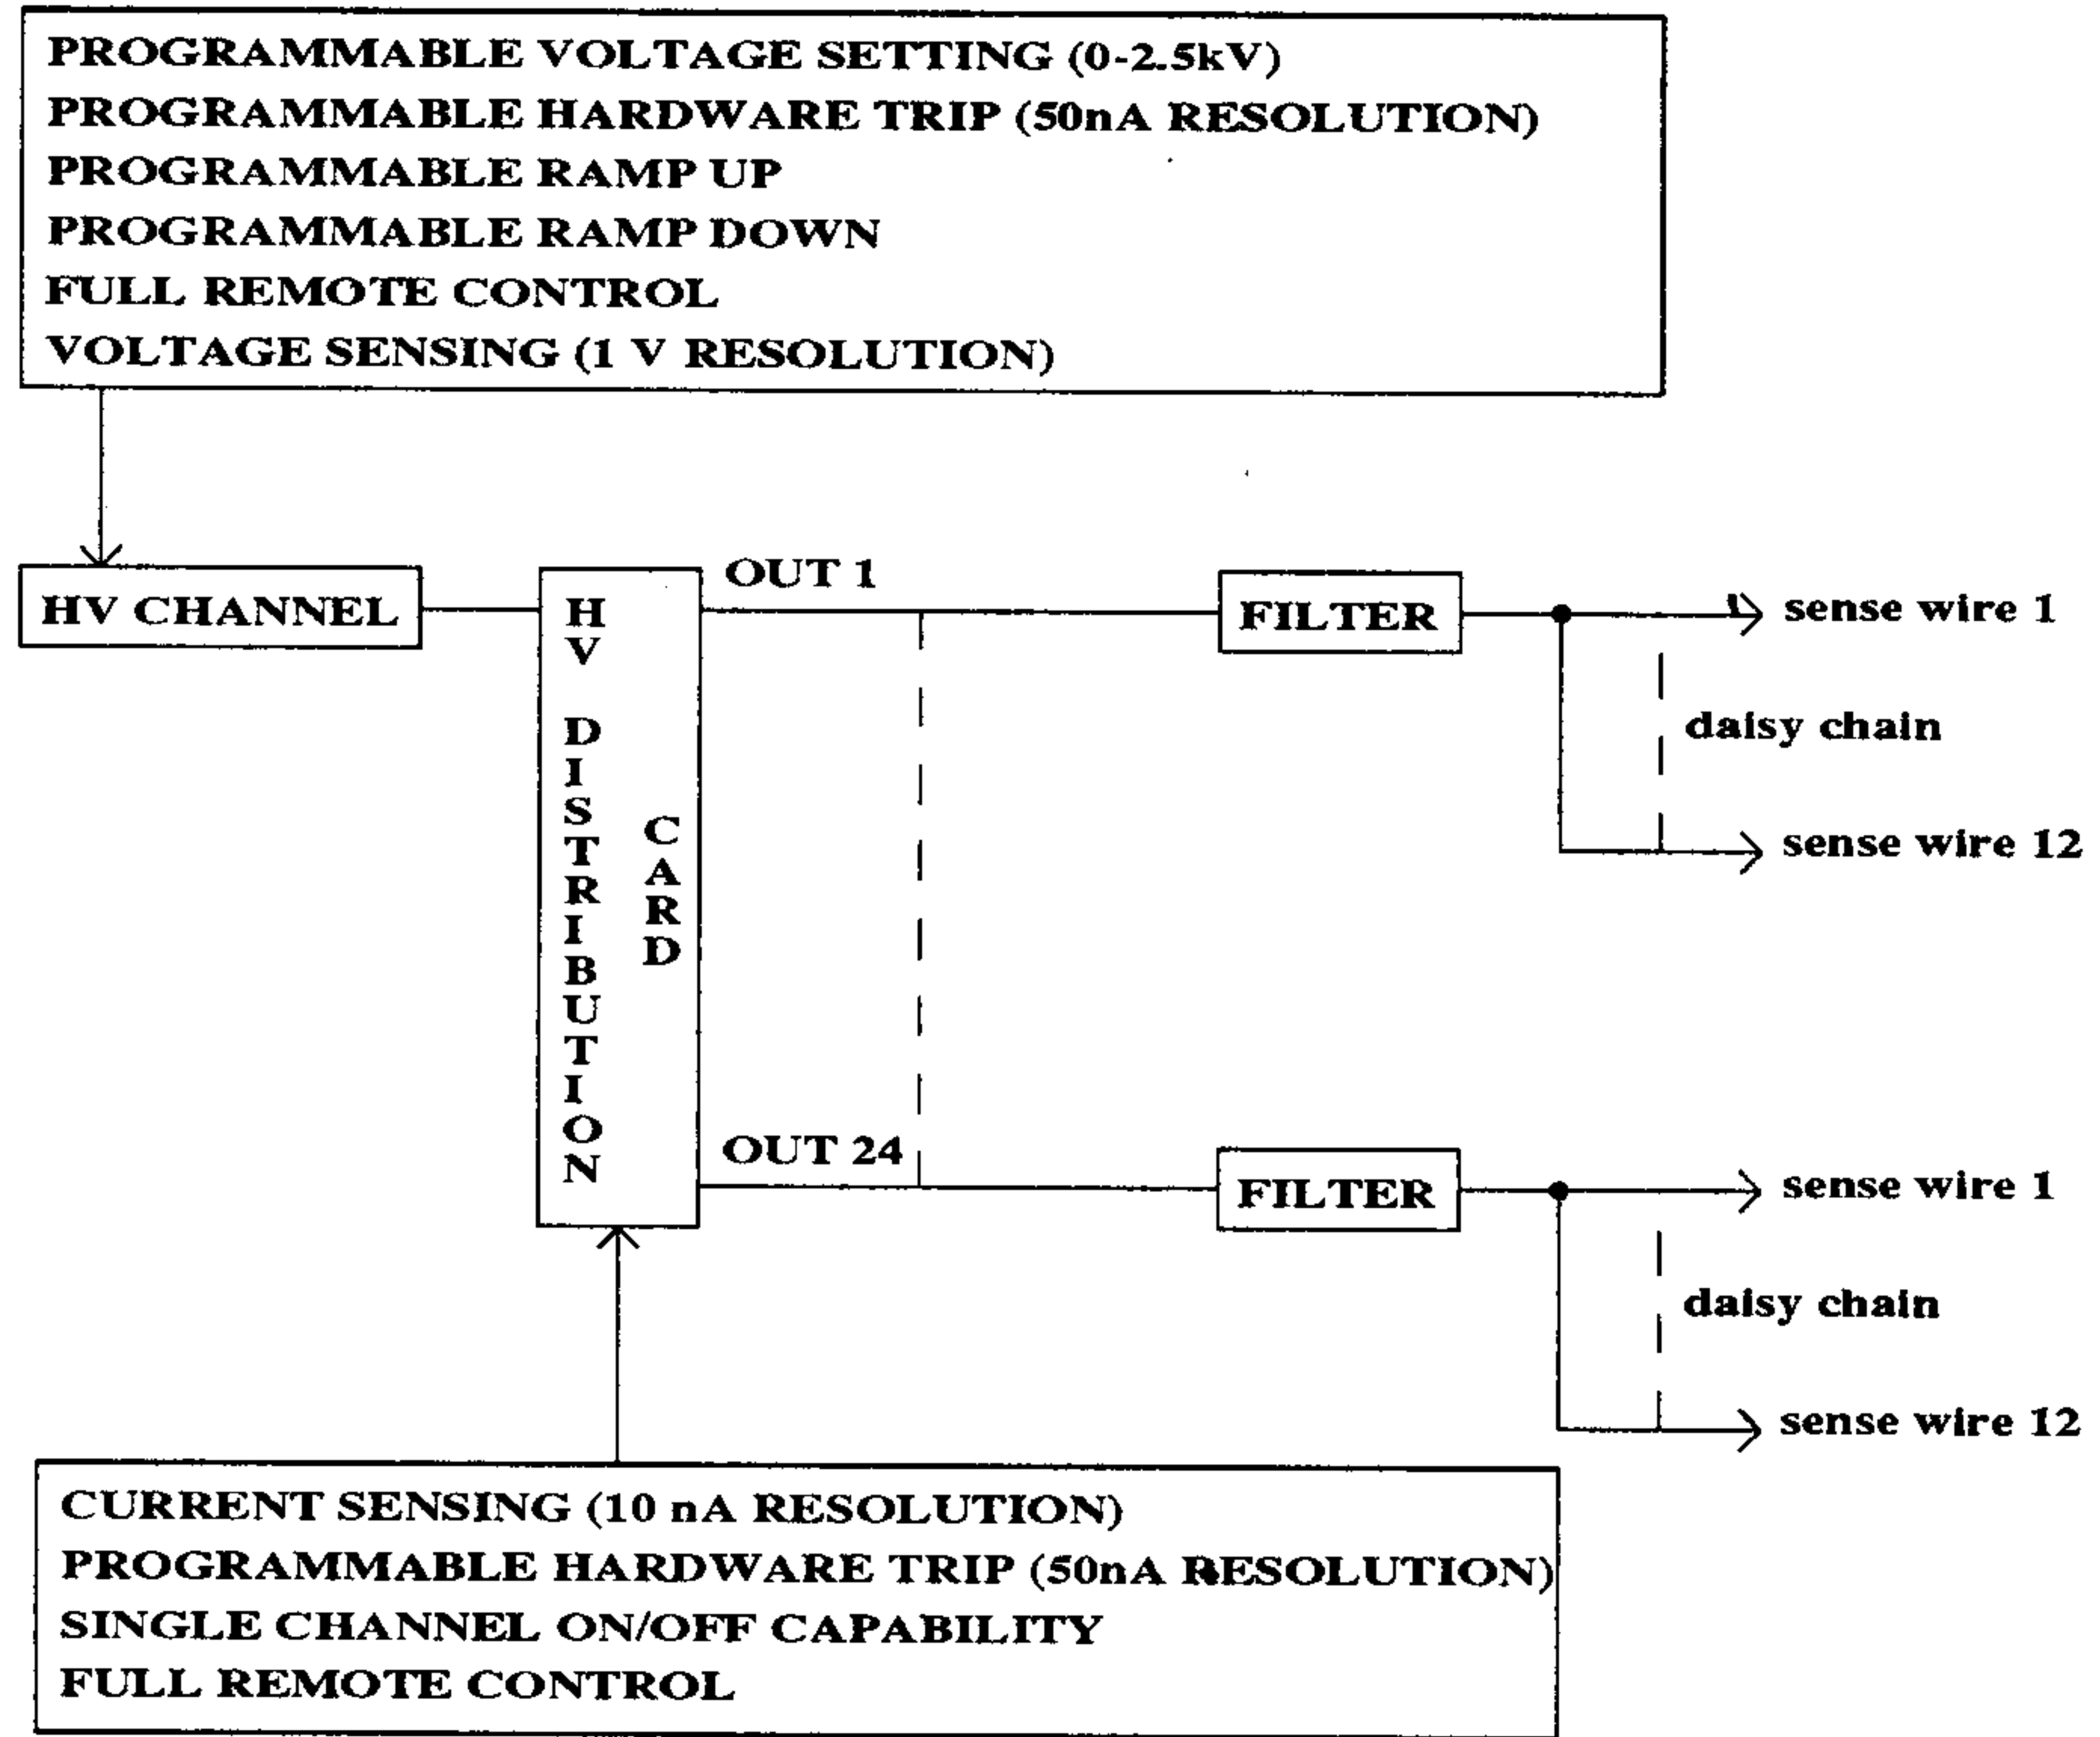 PROGRAMMABLE VOLTAGE SETTING (0-2.5kV)
PROGRAMMABLE HARDWARE TRIP (50nA RESOLUTION)
PROGRAMMABLE RAMP UP
PROGRAMMABLE RAMP DOWN
FULL REMOTE CONTROL
VOLTAGE SENSING (1 V RESOLUTION)
HV CHANNEL
HV DISTRIBUTION
CARD
OUT 1
FILTER
sense wire 1
daisy chain
sense wire 12
OUT 24
FILTER
sense wire 1
daisy chain
sense wire 12
CURRENT SENSING (10 nA RESOLUTION)
PROGRAMMABLE HARDWARE TRIP (50nA RESOLUTION)
SINGLE CHANNEL ON/OFF CAPABILITY
FULL REMOTE CONTROL